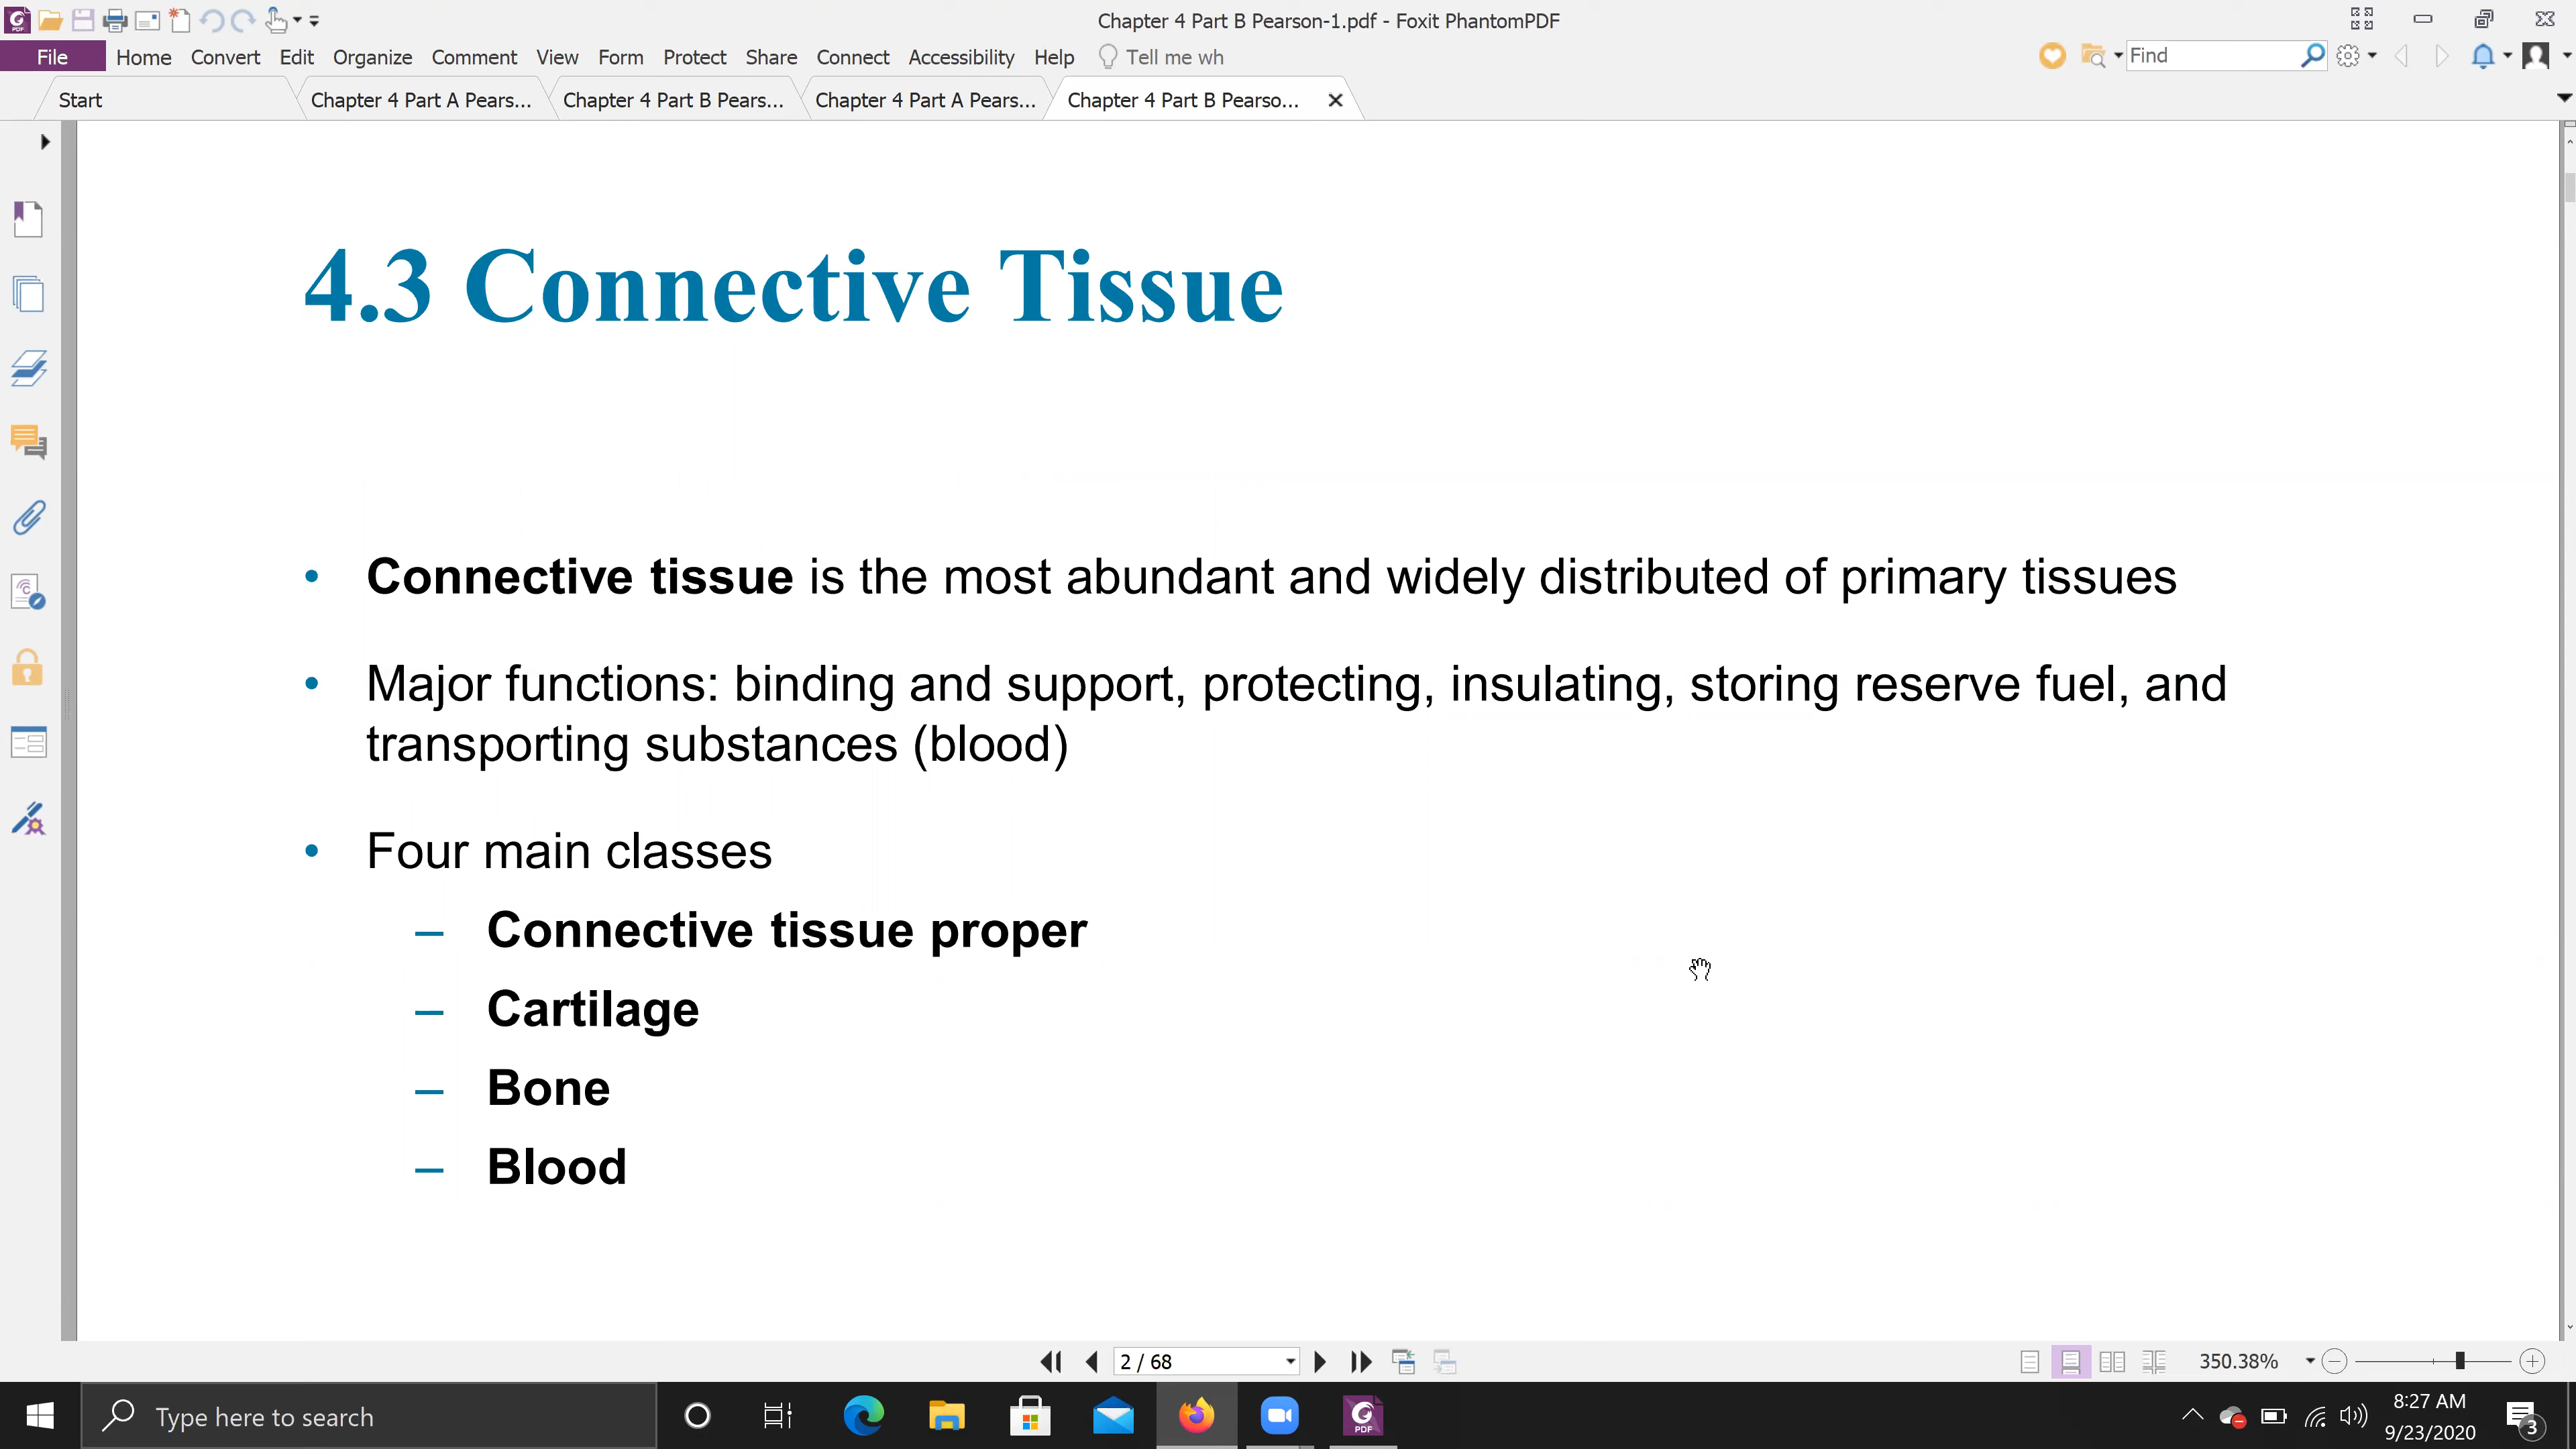 Chapter 4 Part B Pearson-1.pdf - Foxit PhantomPDF
File Home Convert Edit Organize Comment View Form Protect Share Connect Accessibility Help Tell me wh Find
Start Chapter 4 Part A Pears... Chapter 4 Part B Pears... Chapter 4 Part A Pears... Chapter 4 Part B Pearso...
4.3 Connective Tissue
• Connective tissue is the most abundant and widely distributed of primary tissues
• Major functions: binding and support, protecting, insulating, storing reserve fuel, and
transporting substances (blood)
• Four main classes
– Connective tissue proper
– Cartilage
– Bone
– Blood
2 / 68 350.38%
Type here to search
PDF
8:27 AM
9/23/2020
3